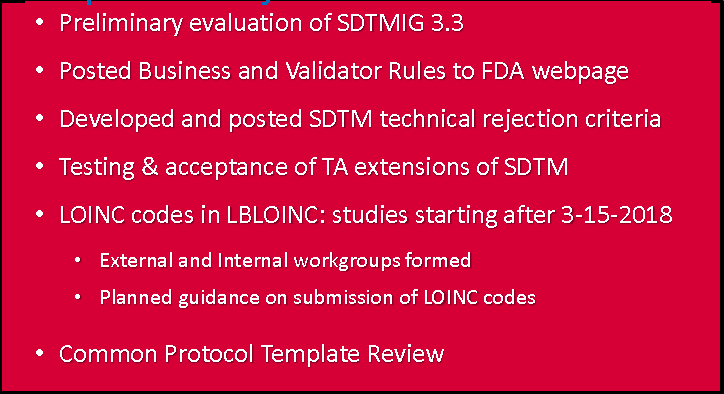 • Preliminary evaluation of SDTMIG 3.3
• Posted Business and Validator Rules to FDA webpage
• Developed and posted SDTM technical rejection criteria
• Testing & acceptance of TA extensions of SDTM
• LOINC codes in LBLOINC: studies starting after 3-15-2018
• External and Internal workgroups formed
• Planned guidance on submission of LOINC codes
• Common Protocol Template Review